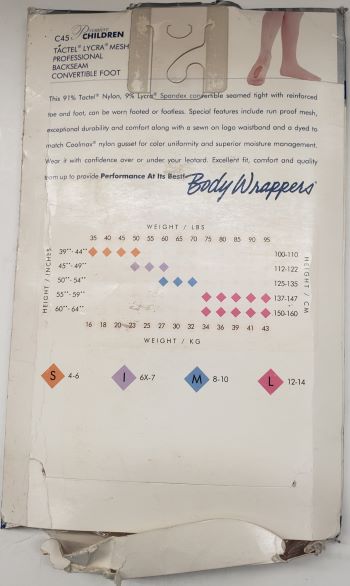 C45 Premiere CHILDREN
TACTEL® LYCRA® MESH
PROFESSIONAL
BACKSEAM
CONVERTIBLE FOOT
This 91% Tactel® Nylon, 9% Lycra® Spandex convertible seamed tight with reinforced
toe and foot, can be worn footed or footless. Special features include run proof mesh,
exceptional durability and comfort along with a sewn on logo waistband and a dyed to
match Coolmax® nylon gusset for color uniformity and superior moisture management.
Wear it with confidence over or under your leotard. Excellent fit, comfort and quality
team up to provide Performance At Its Best!
Body Wrappers®
WEIGHT / LBS
35 40 45 50 55 60 65 70 75 80 85 90 95
HEIGHT / INCHES
39"- 44" 100-110
45"- 49" 112-122
50"- 54" 125-135
55"- 59" 137-147
60"- 64" 150-160
HEIGHT / CM
16 18 20 23 25 27 30 32 34 36 39 41 43
WEIGHT / KG
S 4-6 I 6X-7 M 8-10 L 12-14